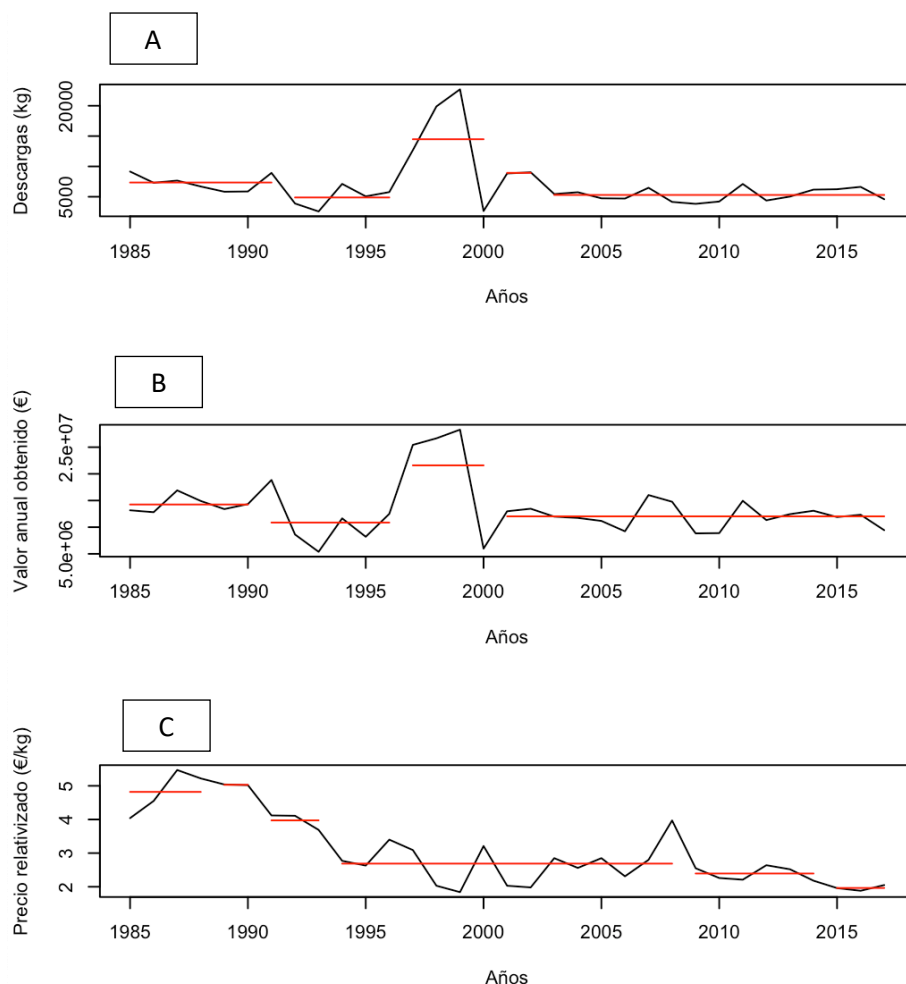 A
Descargas (kg)
20000
5000
1985 1990 1995 2000 2005 2010 2015
Años
B
Valor anual obtenido (€)
2.5e+07
5.0e+06
1985 1990 1995 2000 2005 2010 2015
Años
C
Precio relativizado (€/kg)
5
4
3
2
1985 1990 1995 2000 2005 2010 2015
Años